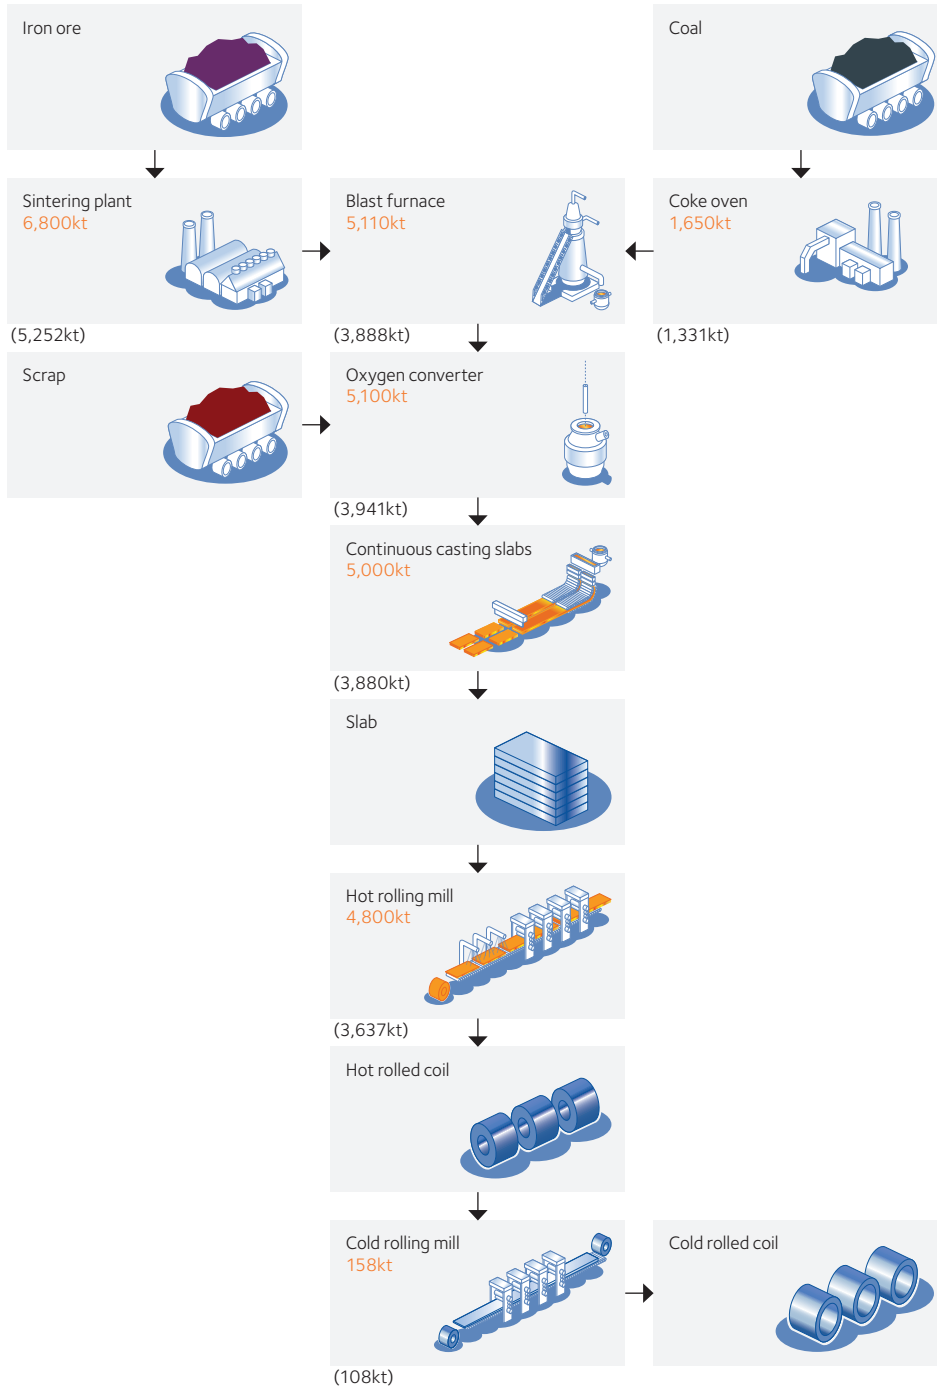 Iron ore
Coal
Sintering plant
6,800kt
Blast furnace
5,110kt
Coke oven
1,650kt
(5,252kt)
(3,888kt)
(1,331kt)
Scrap
Oxygen converter
5,100kt
(3,941kt)
Continuous casting slabs
5,000kt
(3,880kt)
Slab
Hot rolling mill
4,800kt
(3,637kt)
Hot rolled coil
Cold rolling mill
158kt
Cold rolled coil
(108kt)